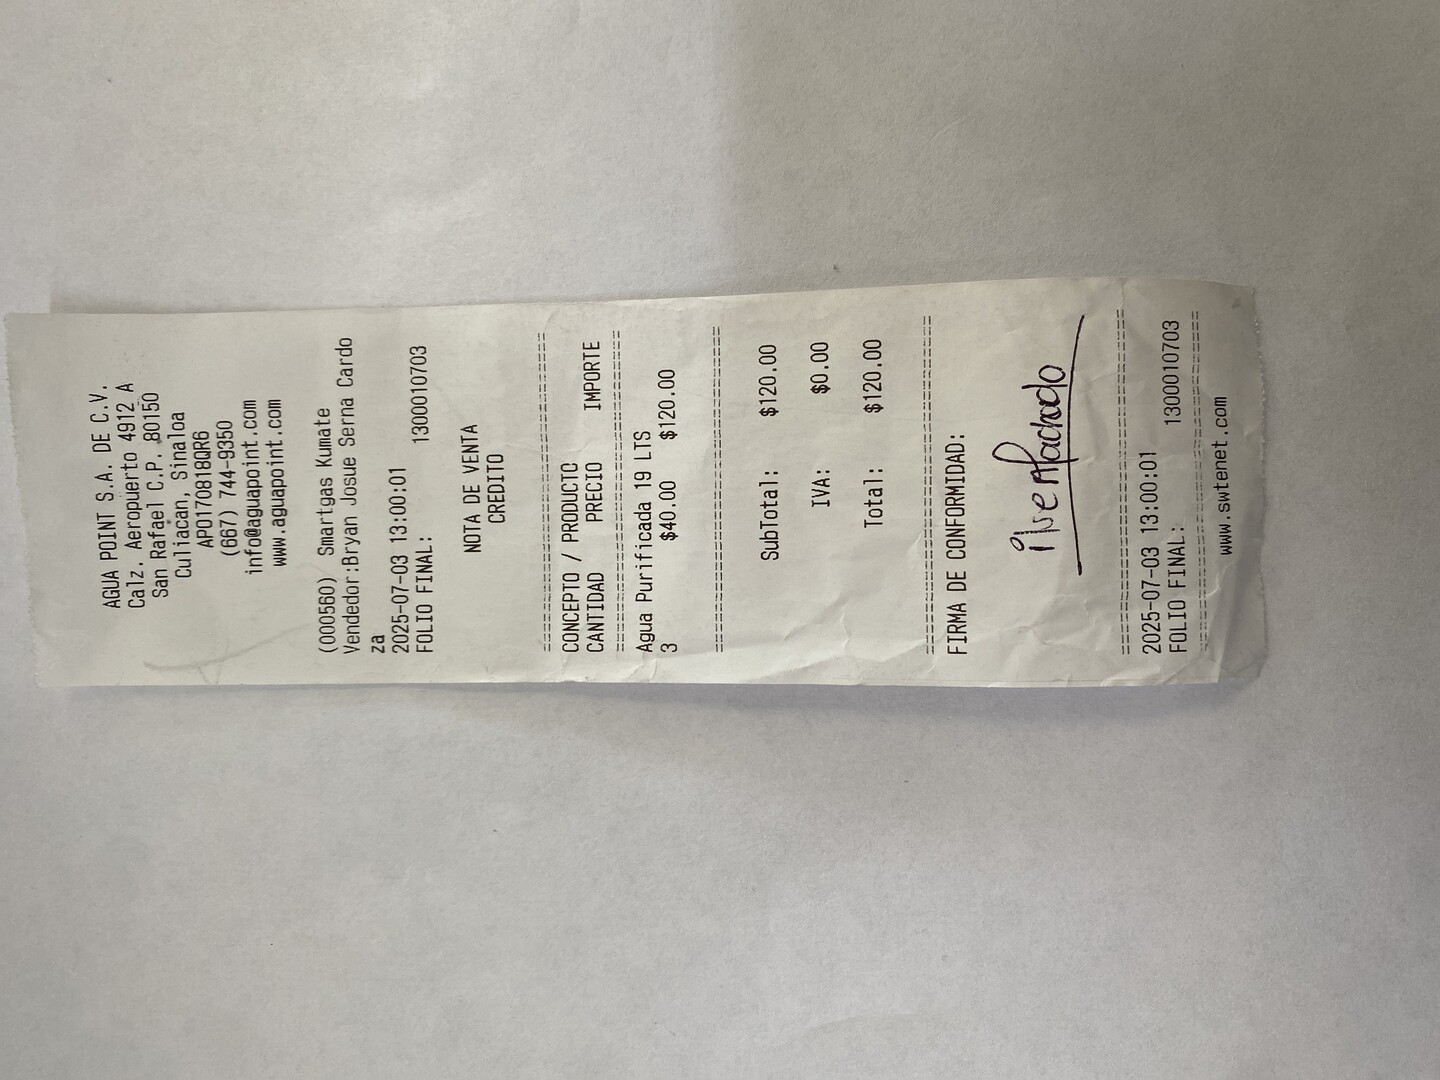 AGUA POINT S.A. DE C.V.
Calz. Aeropuerto 4912 A
San Rafael C.P. 80150
Culiacan, Sinaloa
APO170818QR6
(667) 744-9350
info@aguapoint.com
www.aguapoint.com
(000560) Smartgas Kumate
Vendedor:Bryan Josue Serna Cardo
za
2025-07-03 13:00:01
FOLIO FINAL: 1300010703
NOTA DE VENTA
CREDITO
CONCEPTO / PRODUCTO
CANTIDAD PRECIO IMPORTE
Agua Purificada 19 LTS
3 $40.00 $120.00
SubTotal: $120.00
IVA: $0.00
Total: $120.00
FIRMA DE CONFORMIDAD:
Machado
2025-07-03 13:00:01
FOLIO FINAL: 1300010703
www.swtenet.com